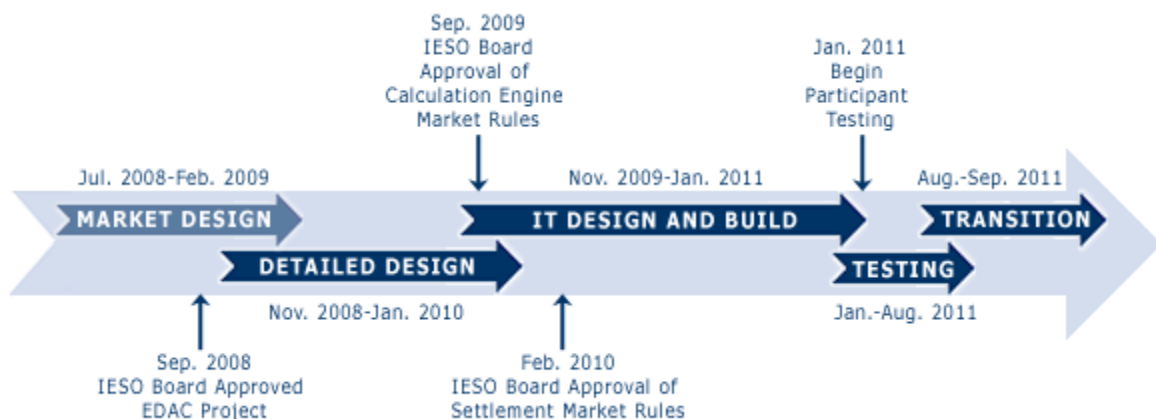 Sep. 2009
IESO Board
Approval of
Calculation Engine
Market Rules
Jan. 2011
Begin
Participant
Testing
Jul. 2008-Feb. 2009
Nov. 2009-Jan. 2011
Aug.-Sep. 2011
MARKET DESIGN
IT DESIGN AND BUILD
TRANSITION
DETAILED DESIGN
TESTING
Nov. 2008-Jan. 2010
Jan.-Aug. 2011
Sep. 2008
IESO Board Approved
EDAC Project
Feb. 2010
IESO Board Approval of
Settlement Market Rules